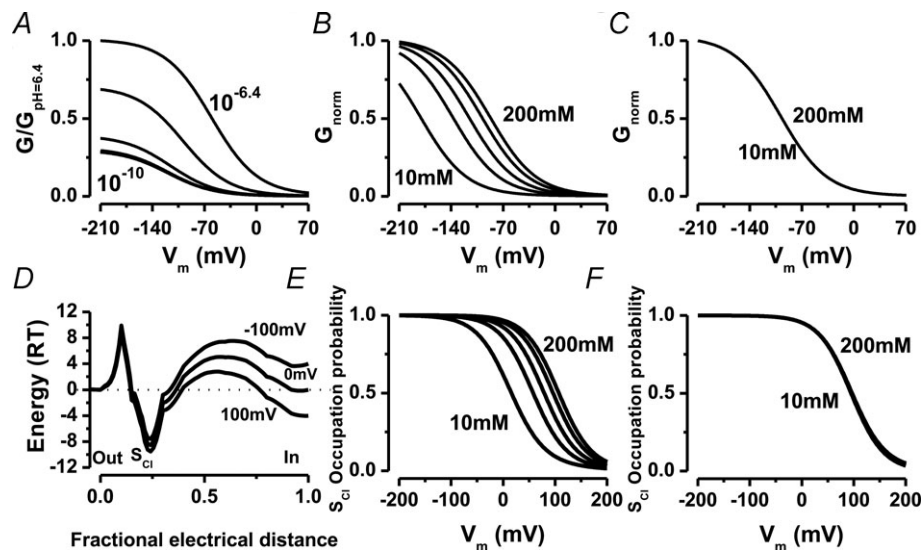 A
B
C
G/G pH=6.4
1.0
0.5
0.0
10^-6.4
10^-10
-210 -140 -70 0 70
V_m (mV)
G_norm
1.0
0.5
0.0
200mM
10mM
-210 -140 -70 0 70
V_m (mV)
G_norm
1.0
0.5
0.0
200mM
10mM
-210 -140 -70 0 70
V_m (mV)
D
E
F
Energy (RT)
12
8
4
0
-4
-8
-12
-100mV
0mV
100mV
Out S_Cl In
0.0 0.5 1.0
Fractional electrical distance
S_Cl Occupation probability
1.0
0.5
0.0
200mM
10mM
-200 -100 0 100 200
V_m (mV)
S_Cl Occupation probability
1.0
0.5
0.0
200mM
10mM
-200 -100 0 100 200
V_m (mV)